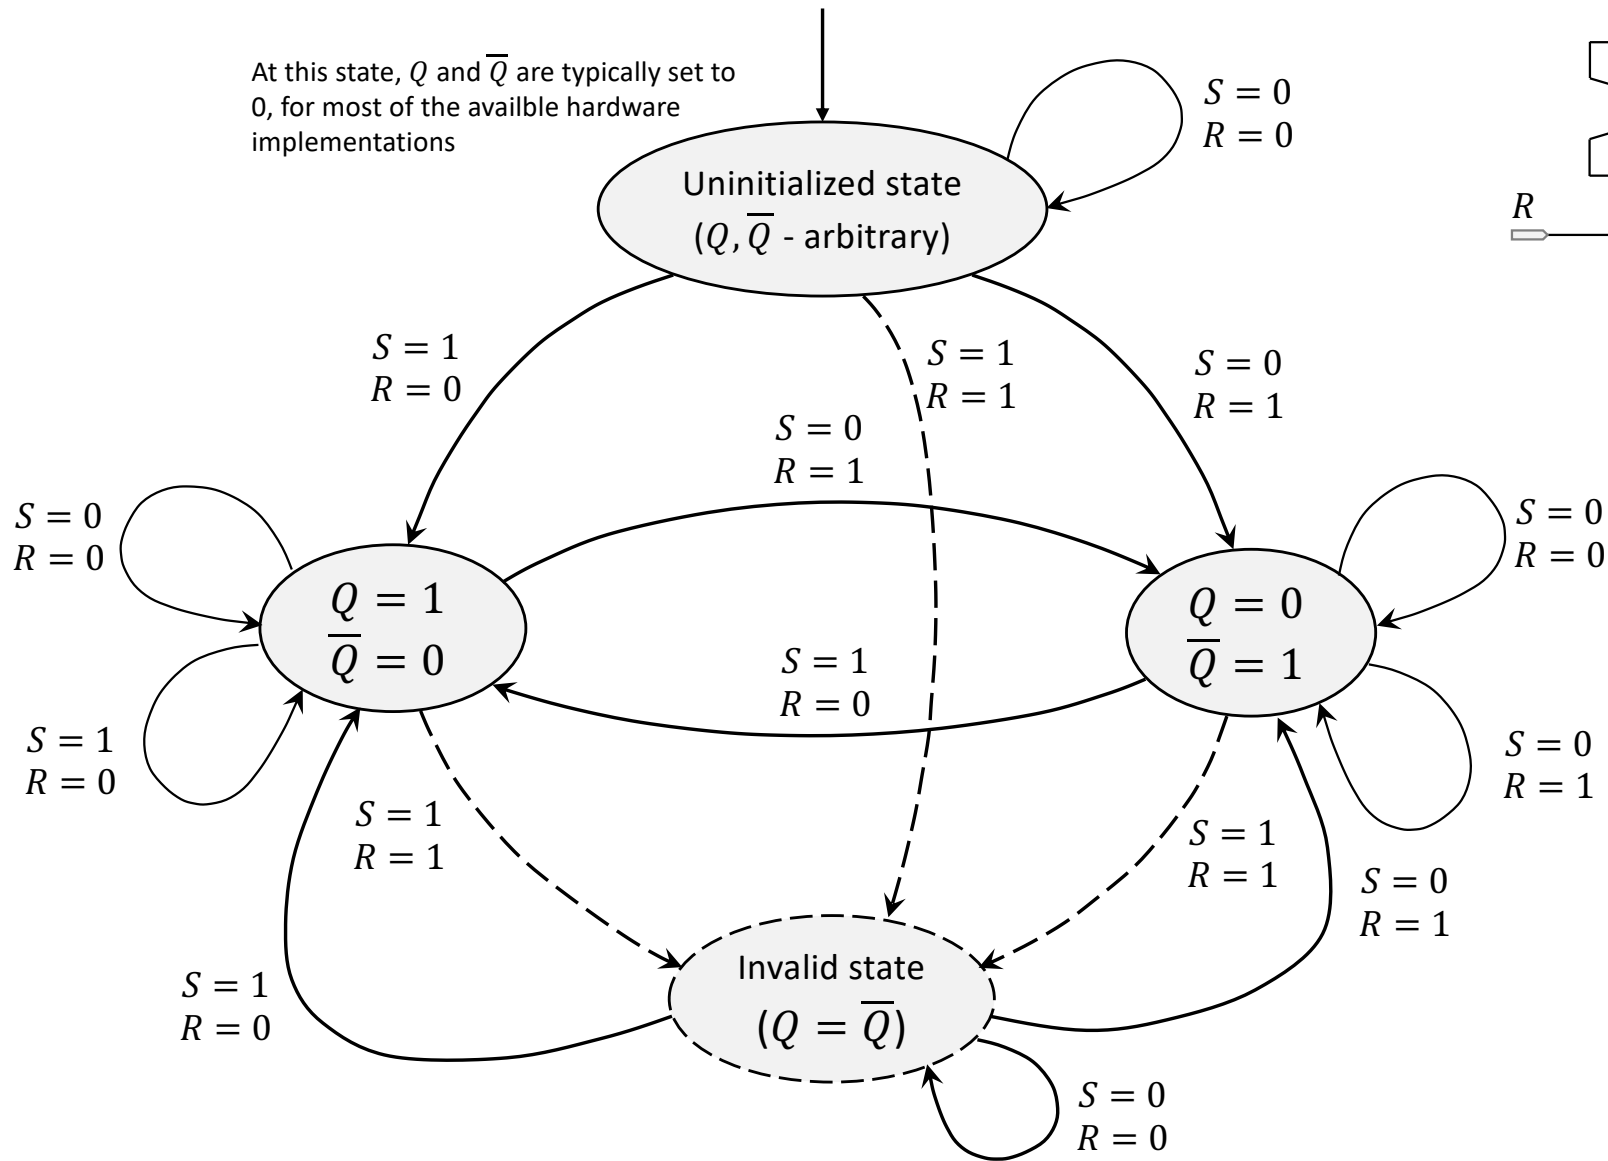 At this state, Q and Q̅ are typically set to
0, for most of the availble hardware
implementations
S = 0
R = 0
Uninitialized state
(Q, Q̅ - arbitrary)
R
S = 1
R = 0
S = 1
R = 1
S = 0
R = 1
S = 0
R = 1
S = 0
R = 0
S = 0
R = 0
Q = 1
Q̅ = 0
Q = 0
Q̅ = 1
S = 1
R = 0
S = 1
R = 0
S = 0
R = 1
S = 1
R = 1
S = 1
R = 1
S = 0
R = 1
Invalid state
(Q = Q̅)
S = 1
R = 0
S = 0
R = 0